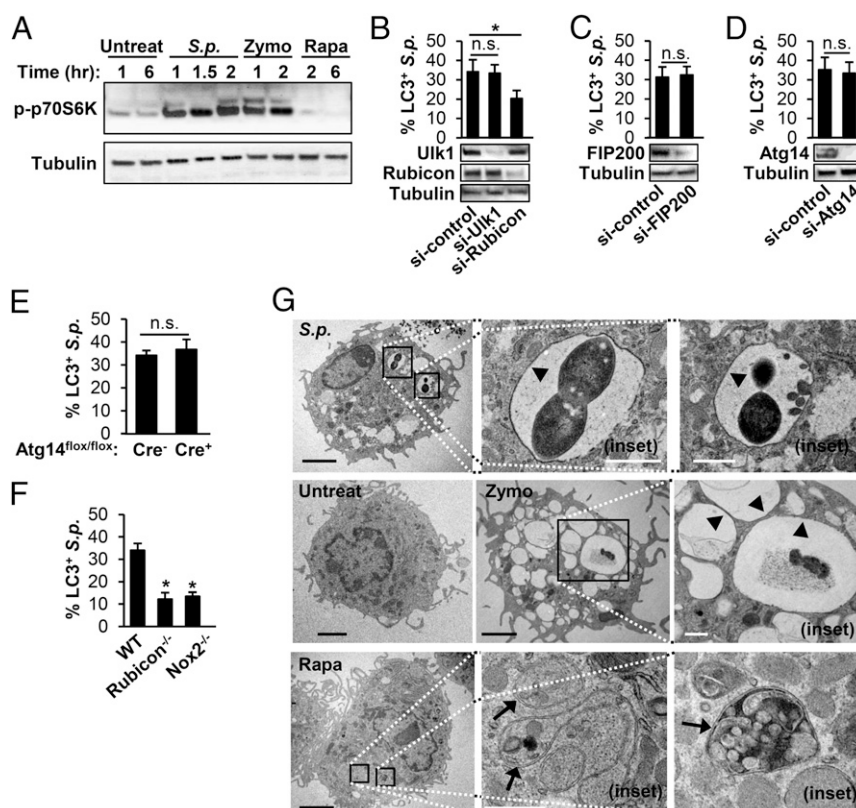 A
Untreat S.p. Zymo Rapa
Time (hr): 1 6 1 1.5 2 1 2 2 6
p-p70S6K
Tubulin
B
*
n.s.
% LC3+ S.p.
50
40
30
20
10
0
Ulk1
Rubicon
Tubulin
si-control
si-Ulk1
si-Rubicon
C
n.s.
% LC3+ S.p.
50
40
30
20
10
0
FIP200
Tubulin
si-control
si-FIP200
D
n.s.
% LC3+ S.p.
50
40
30
20
10
0
Atg14
Tubulin
si-control
si-Atg14
E
n.s.
% LC3+ S.p.
50
40
30
20
10
0
Atg14flox/flox: Cre- Cre+
F
% LC3+ S.p.
50
40
30
20
10
0
* *
WT
Rubicon-/-
Nox2-/-
G
S.p.
(inset)
(inset)
Untreat
Zymo
(inset)
Rapa
(inset)
(inset)